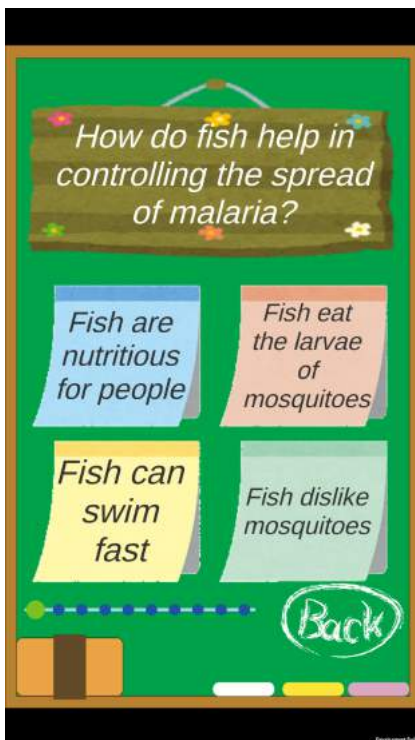 How do fish help in
controlling the spread
of malaria?
Fish are
nutritious
for people
Fish eat
the larvae
of
mosquitoes
Fish can
swim
fast
Fish dislike
mosquitoes
Back